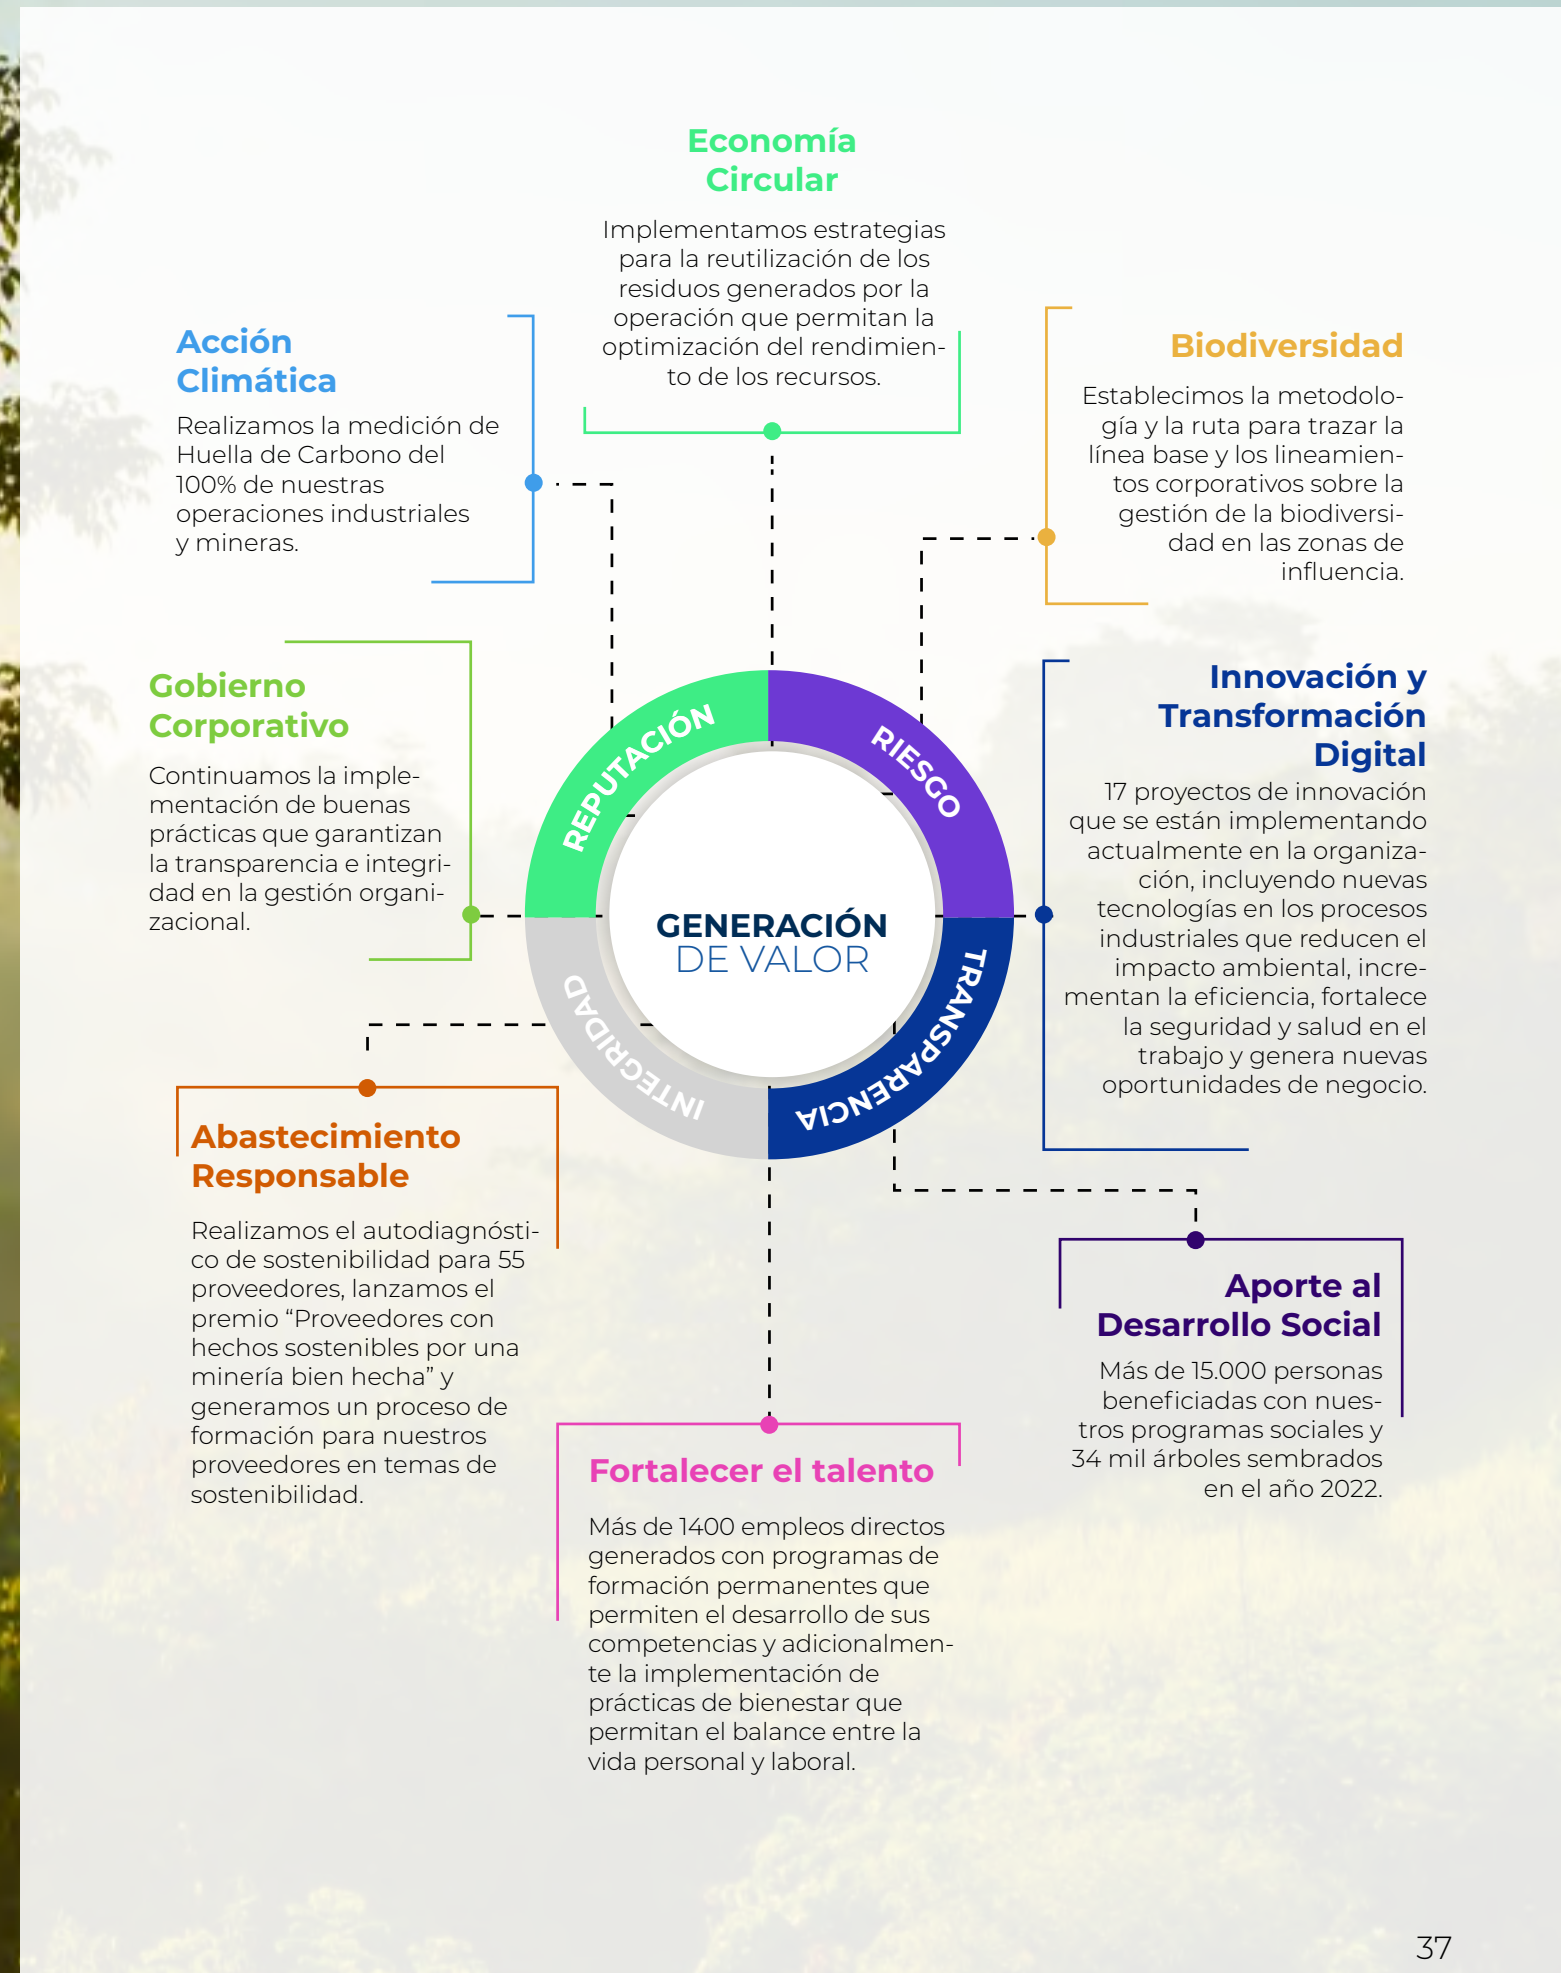 Economía
Circular
Implementamos estrategias
para la reutilización de los
residuos generados por la
operación que permitan la
optimización del rendimien-
to de los recursos.
Acción
Climática
Realizamos la medición de
Huella de Carbono del
100% de nuestras
operaciones industriales
y mineras.
Biodiversidad
Establecimos la metodolo-
gía y la ruta para trazar la
línea base y los lineamien-
tos corporativos sobre la
gestión de la biodiversi-
dad en las zonas de
influencia.
Gobierno
Corporativo
Continuamos la imple-
mentación de buenas
prácticas que garantizan
la transparencia e integri-
dad en la gestión organi-
zacional.
REPUTACIÓN
RIESGO
GENERACIÓN
DE VALOR
INTEGRIDAD
TRANSPARENCIA
Innovación y
Transformación
Digital
17 proyectos de innovación
que se están implementando
actualmente en la organiza-
ción, incluyendo nuevas
tecnologías en los procesos
industriales que reducen el
impacto ambiental, incre-
mentan la eficiencia, fortalece
la seguridad y salud en el
trabajo y genera nuevas
oportunidades de negocio.
Abastecimiento
Responsable
Realizamos el autodiagnósti-
co de sostenibilidad para 55
proveedores, lanzamos el
premio “Proveedores con
hechos sostenibles por una
minería bien hecha” y
generamos un proceso de
formación para nuestros
proveedores en temas de
sostenibilidad.
Fortalecer el talento
Más de 1400 empleos directos
generados con programas de
formación permanentes que
permiten el desarrollo de sus
competencias y adicionalmen-
te la implementación de
prácticas de bienestar que
permitan el balance entre la
vida personal y laboral.
Aporte al
Desarrollo Social
Más de 15.000 personas
beneficiadas con nues-
tros programas sociales y
34 mil árboles sembrados
en el año 2022.
37